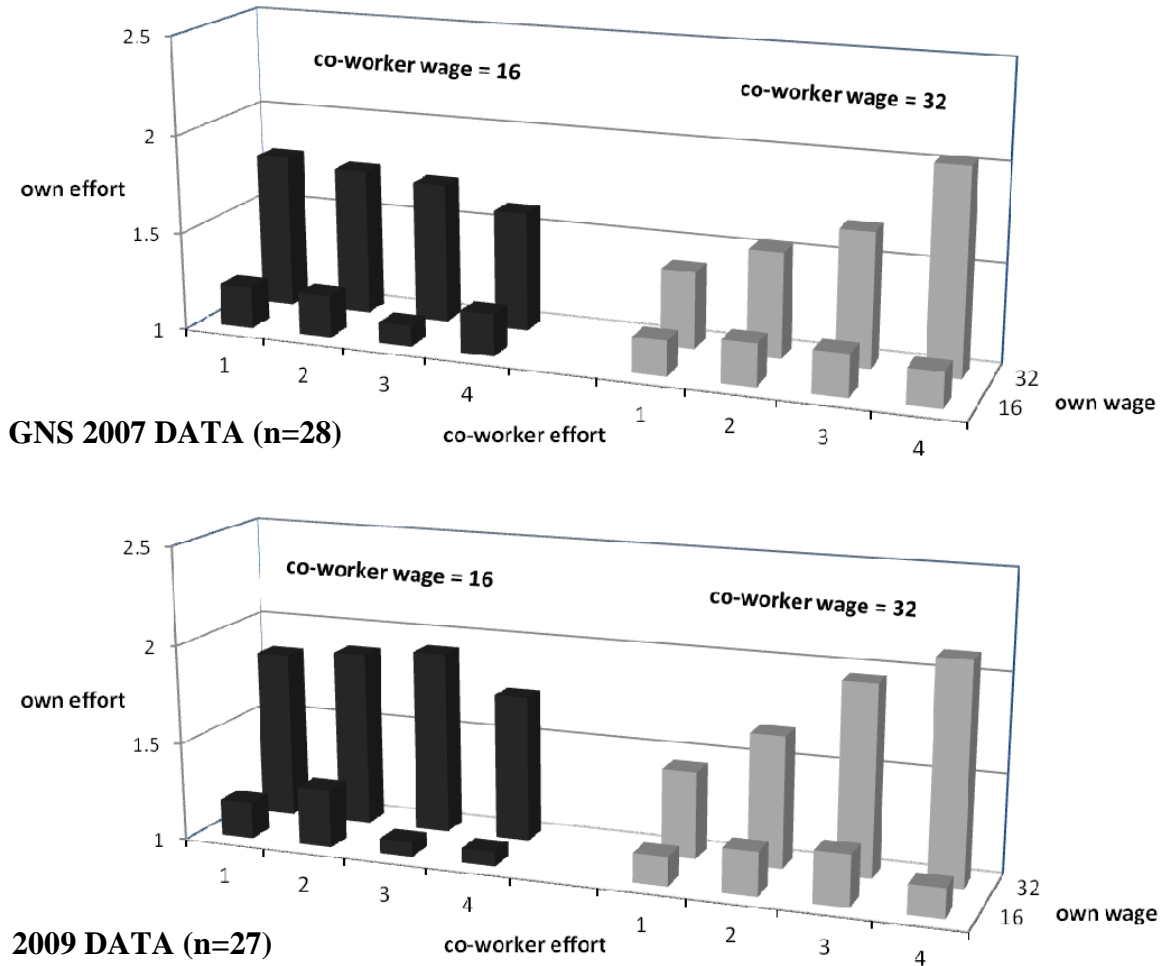 2.5
co-worker wage = 16
co-worker wage = 32
2
own effort
1.5
1
1
2
3
4
1
2
3
4
32
16
own wage
GNS 2007 DATA (n=28)
co-worker effort
2.5
co-worker wage = 16
co-worker wage = 32
2
own effort
1.5
1
1
2
3
4
1
2
3
4
32
16
own wage
2009 DATA (n=27)
co-worker effort